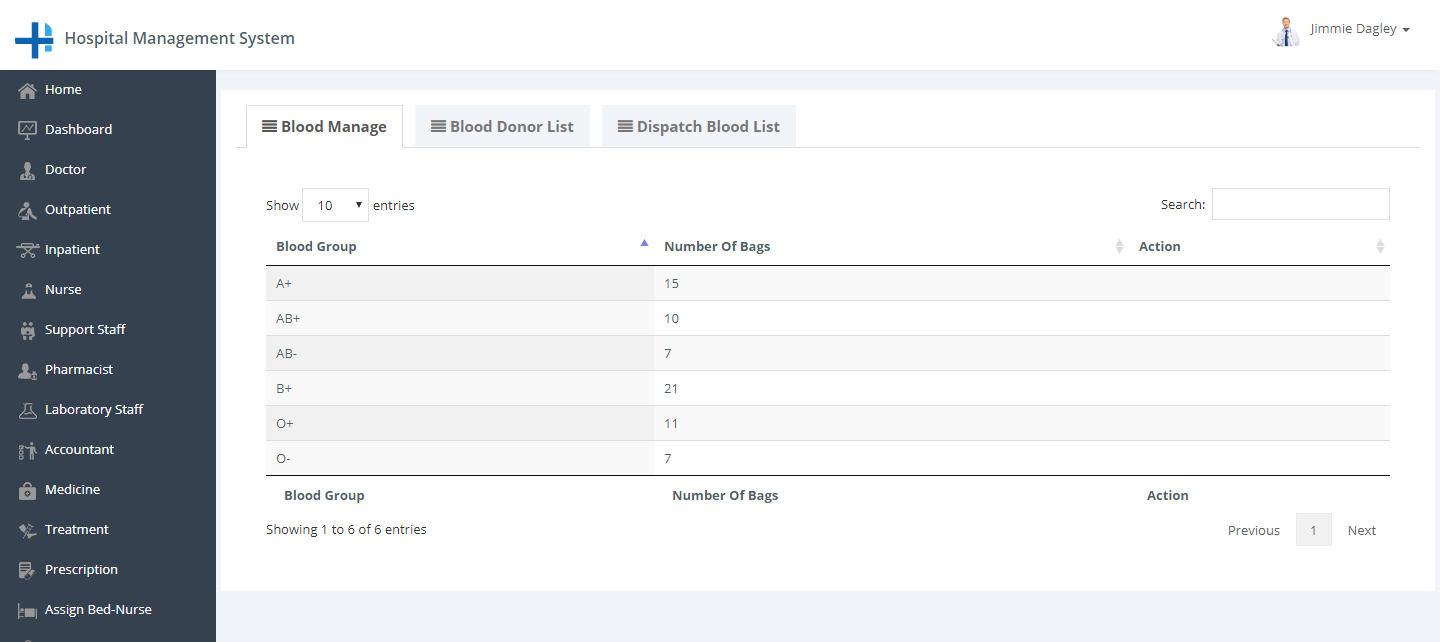 Hospital Management System
Jimmie Dagley
Home
Dashboard
Doctor
Outpatient
Inpatient
Nurse
Support Staff
Pharmacist
Laboratory Staff
Accountant
Medicine
Treatment
Prescription
Assign Bed-Nurse
Blood Manage Blood Donor List Dispatch Blood List
Show 10 entries Search:
Blood Group Number Of Bags Action
A+ 15
AB+ 10
AB- 7
B+ 21
O+ 11
O- 7
Blood Group Number Of Bags Action
Showing 1 to 6 of 6 entries Previous 1 Next